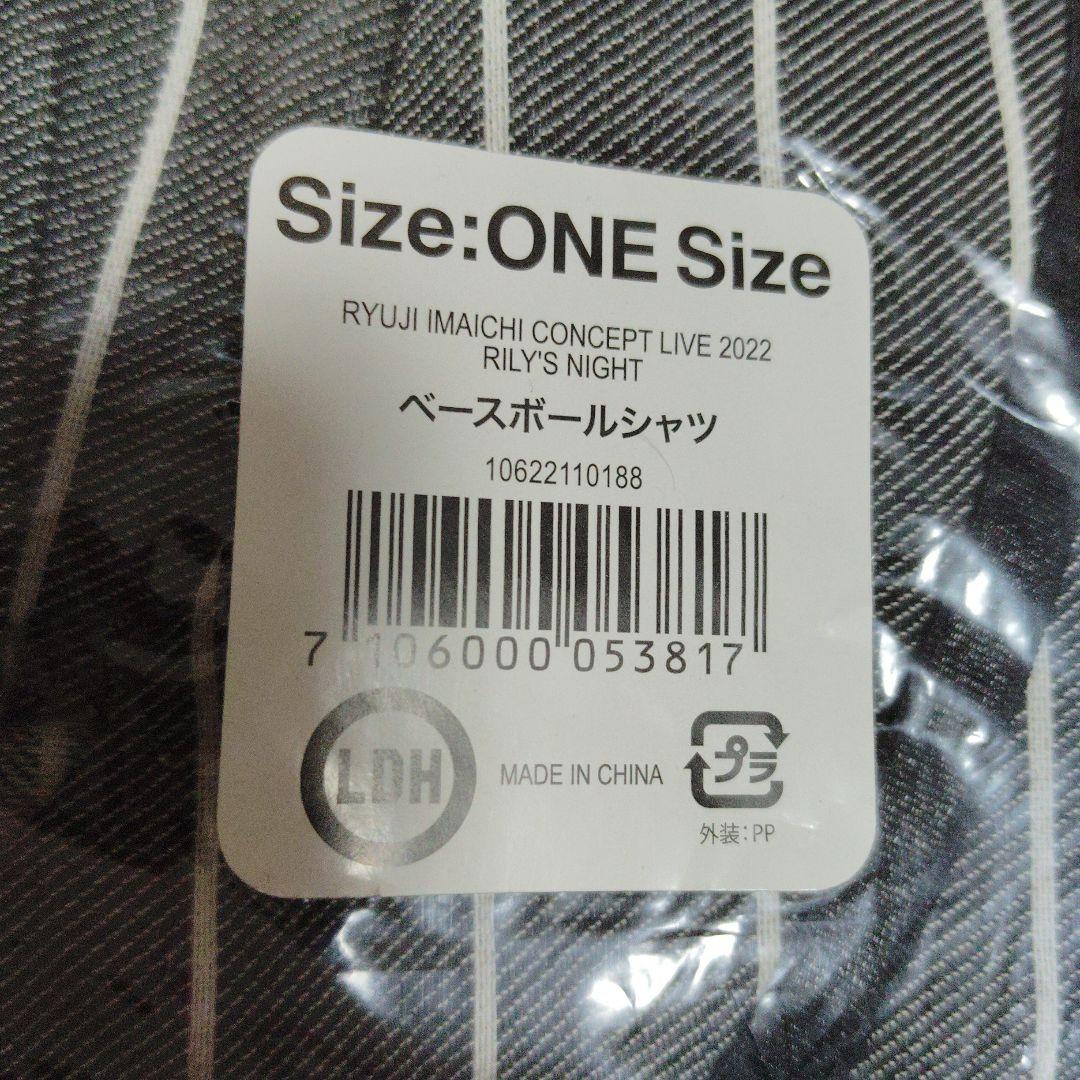 Size:ONE Size
RYUJI IMAICHI CONCEPT LIVE 2022
RILY'S NIGHT
ベースボールシャツ
10622110188
7 106000 053817
LDH
MADE IN CHINA
プラ
外装：PP